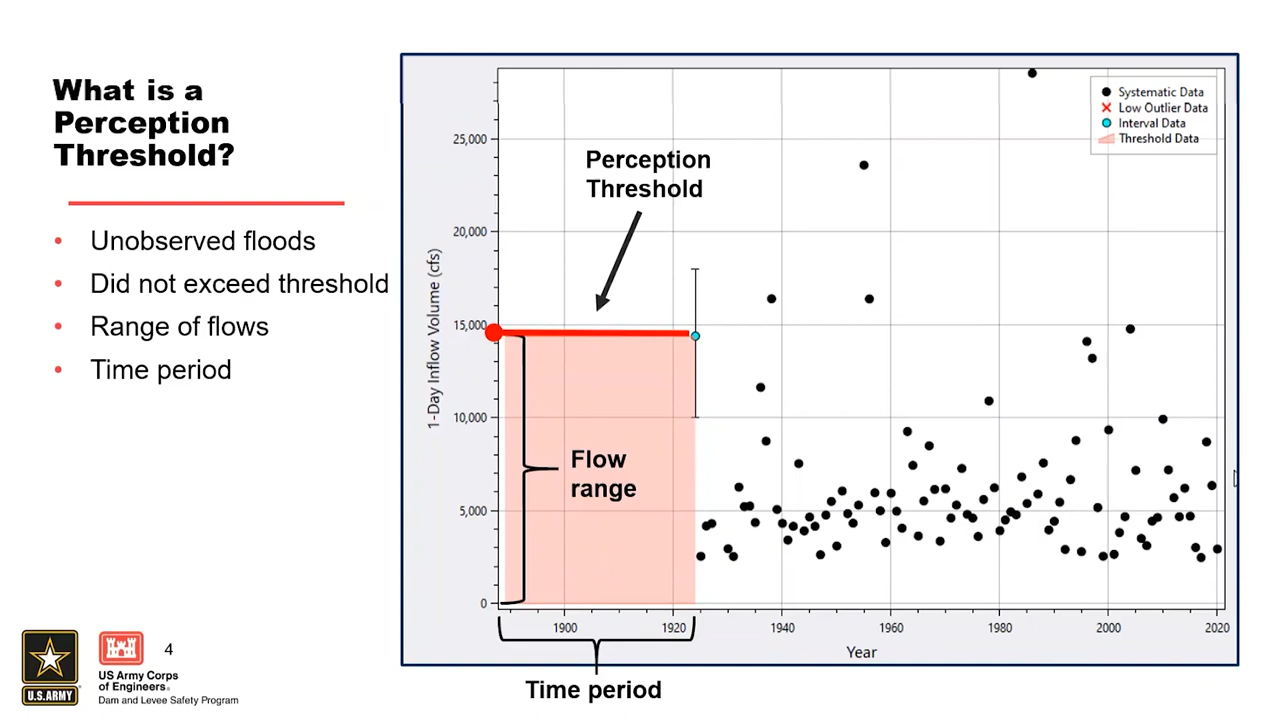 What is a
Perception
Threshold?
• Unobserved floods
• Did not exceed threshold
• Range of flows
• Time period
Perception
Threshold
Flow
range
Time period
Systematic Data
Low Outlier Data
Interval Data
Threshold Data
1-Day Inflow Volume (cfs)
25,000
20,000
15,000
10,000
5,000
0
1900 1920 1940 1960 1980 2000 2020
Year
U.S.ARMY
US Army Corps
of Engineers®
Dam and Levee Safety Program
4